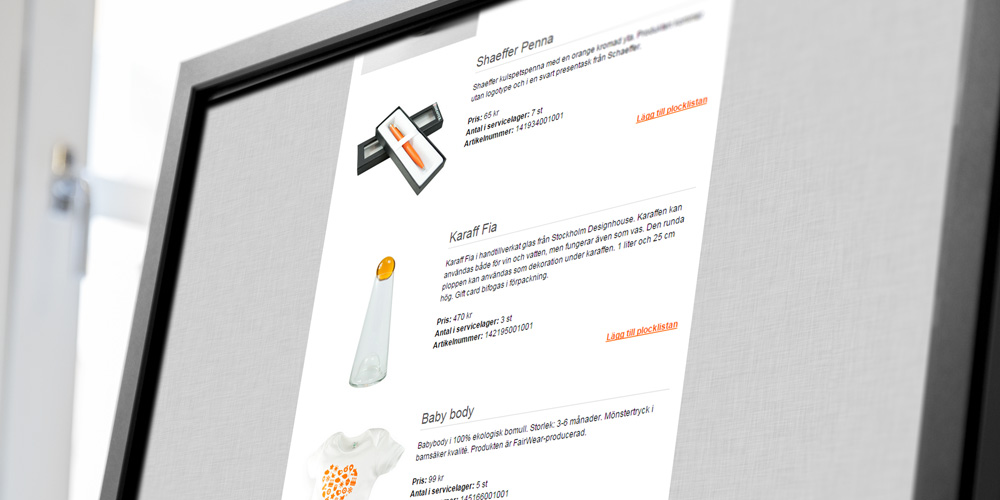 Shaeffer Penna
Shaeffer kulspetspenna med en orange kromad yta. Produkten kommer
utan logotype och i en svart presentask från Schaeffer.
Pris: 65 kr
Antal i servicelager: 7 st
Artikelnummer: 141934001001
Lägg till plocklistan
Karaff Fia
Karaff Fia i handtillverkat glas från Stockholm Designhouse. Karaffen kan
användas både för vin och vatten, men fungerar även som vas. Den runda
ploppen kan användas som dekoration under karaffen. 1 liter och 25 cm
hög. Gift card bifogas i förpackning.
Pris: 470 kr
Antal i servicelager: 3 st
Artikelnummer: 142195001001
Lägg till plocklistan
Baby body
Babybody i 100% ekologisk bomull. Storlek: 3-6 månader. Mönstertryck i
barnsäker kvalité. Produkten är FairWear-producerad.
Pris: 99 kr
Antal i servicelager: 5 st
Artikelnummer: 145166001001